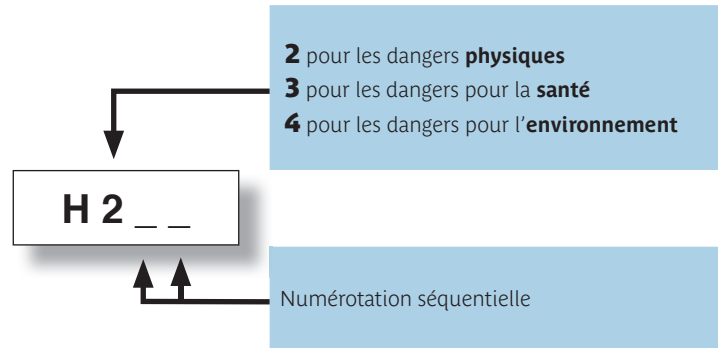 2 pour les dangers physiques
3 pour les dangers pour la santé
4 pour les dangers pour l'environnement
H 2 _ _
Numérotation séquentielle